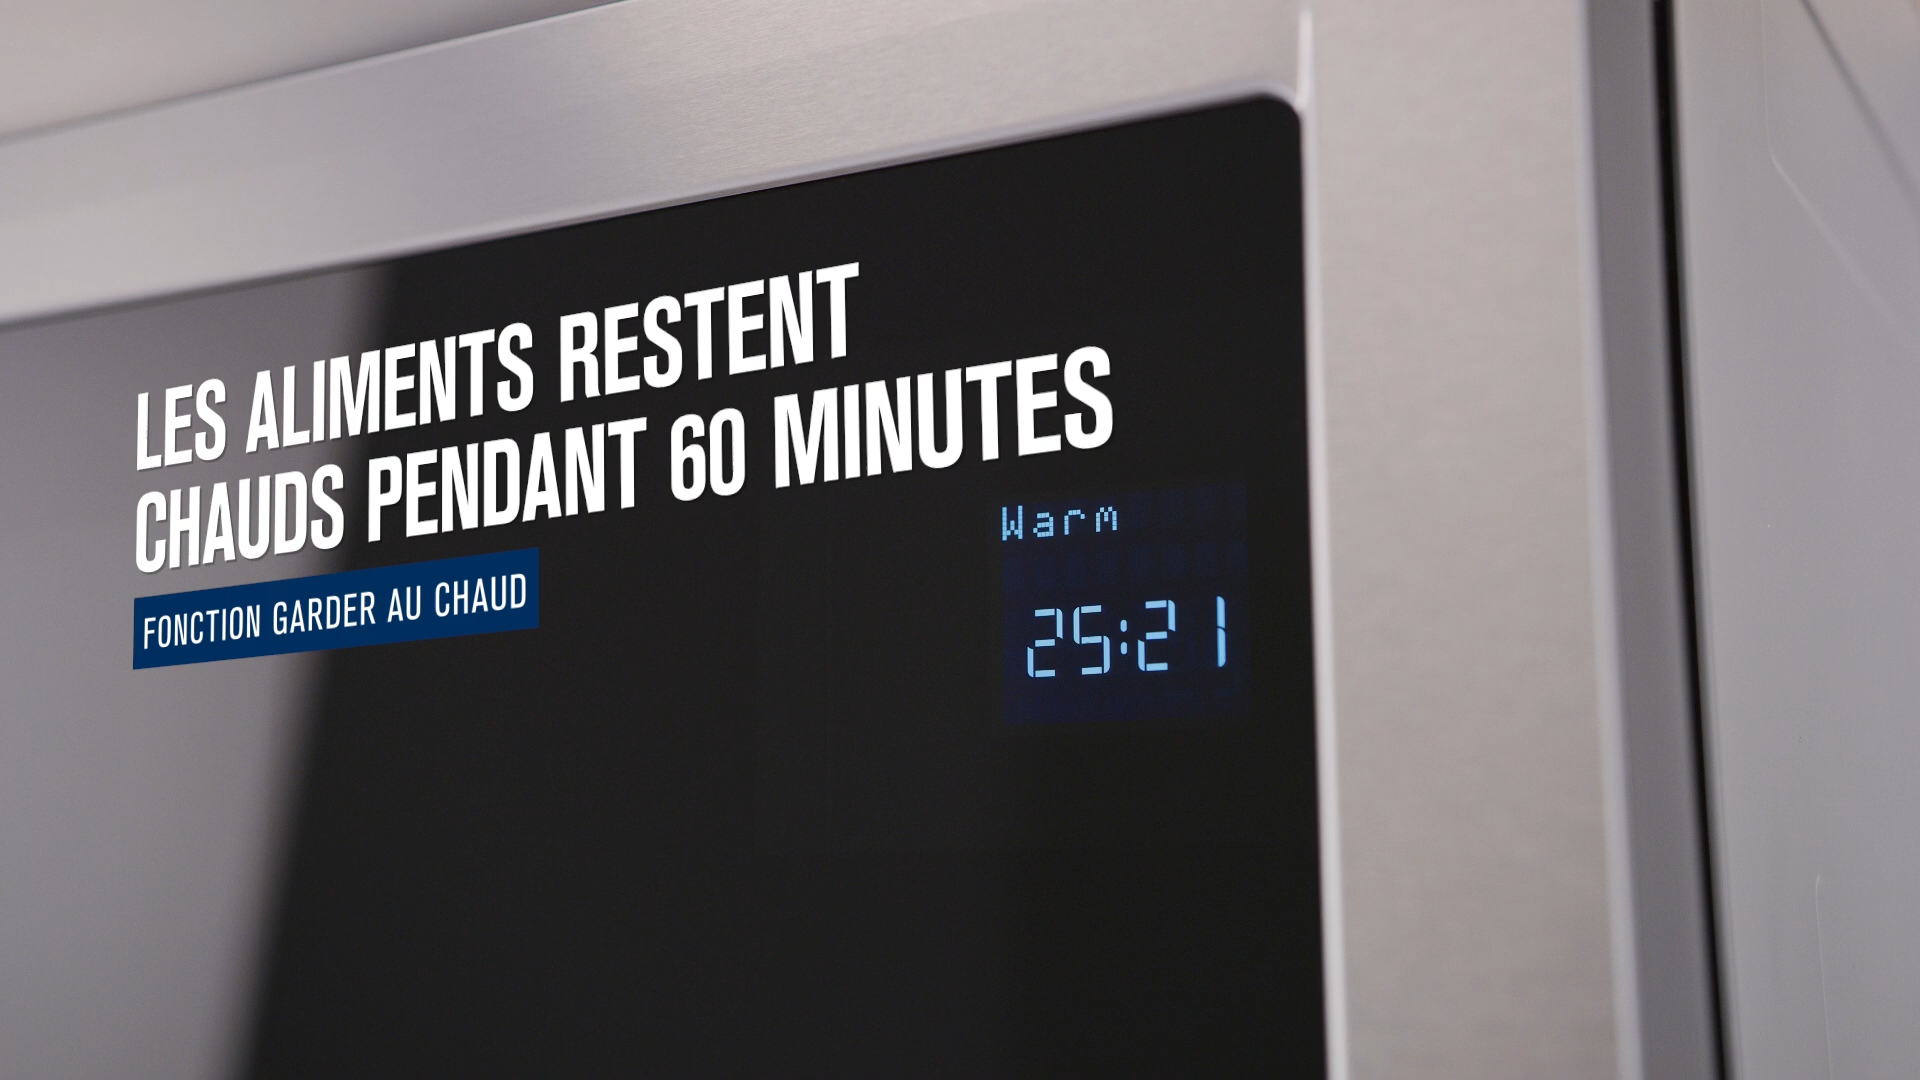 LES ALIMENTS RESTENT
CHAUDS PENDANT 60 MINUTES
FONCTION GARDER AU CHAUD
Warm
25:21